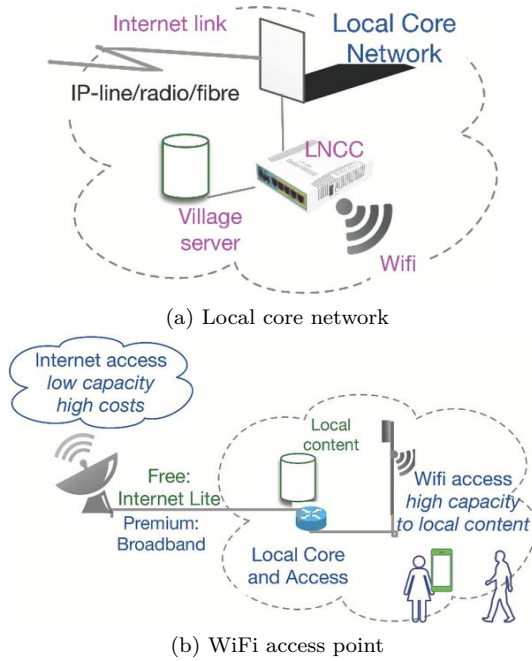 Internet link
Local Core
Network
IP-line/radio/fibre
LNCC
Village
server
Wifi
(a) Local core network
Internet access
low capacity
high costs
Local
content
Free:
Internet Lite
Premium:
Broadband
Wifi access
high capacity
to local content
Local Core
and Access
(b) WiFi access point